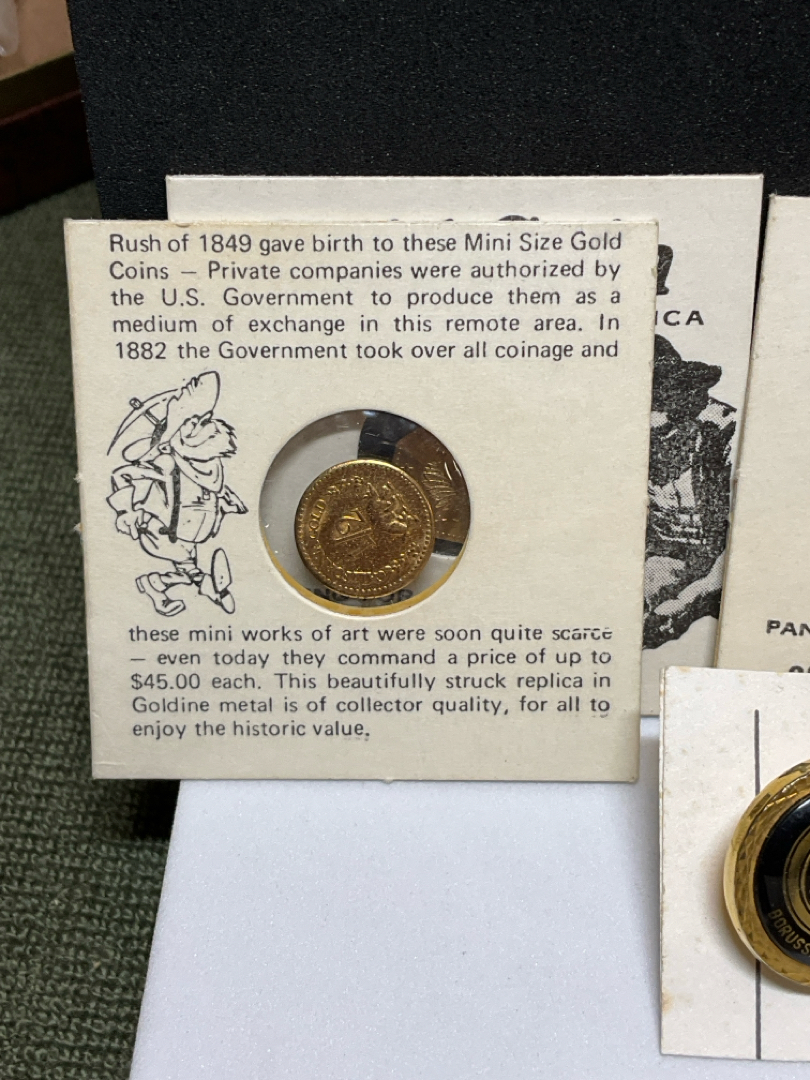 Rush of 1849 gave birth to these Mini Size Gold
Coins – Private companies were authorized by
the U.S. Government to produce them as a
medium of exchange in this remote area. In
1882 the Government took over all coinage and
these mini works of art were soon quite scarce
– even today they command a price of up to
$45.00 each. This beautifully struck replica in
Goldine metal is of collector quality, for all to
enjoy the historic value.
ICA
PAN
BORUSS